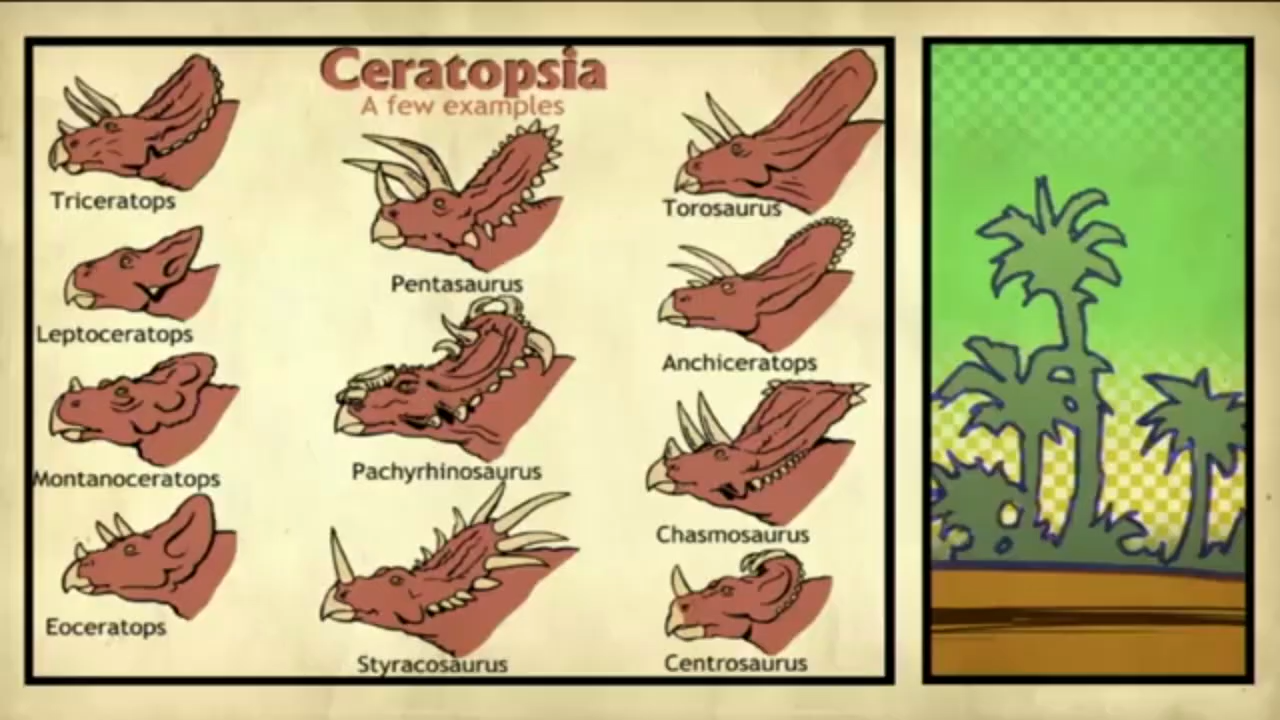 Ceratopsia
A few examples
Triceratops
Leptoceratops
Montanoceratops
Eoceratops
Pentasaurus
Pachyrhinosaurus
Styracosaurus
Torosaurus
Anchiceratops
Chasmosaurus
Centrosaurus